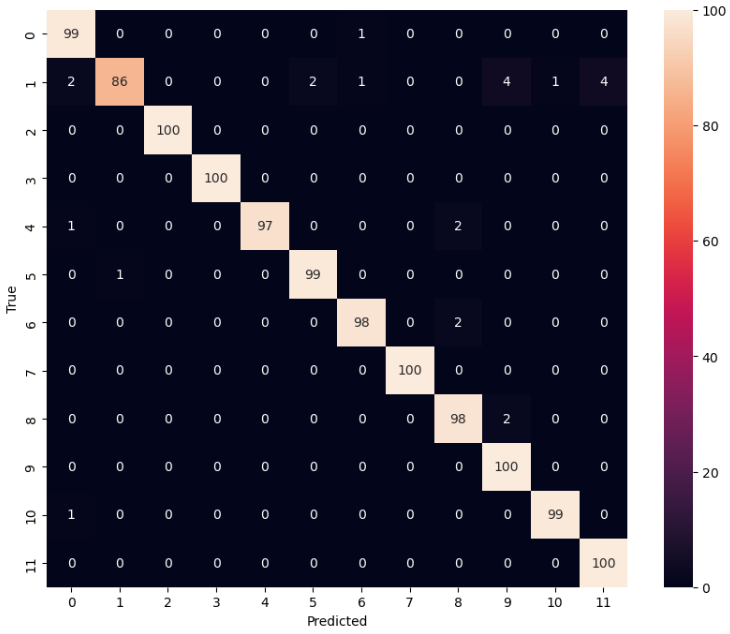 0 99 0 0 0 0 0 1 0 0 0 0 0
1 2 86 0 0 0 2 1 0 0 4 1 4
2 0 0 100 0 0 0 0 0 0 0 0 0
3 0 0 0 100 0 0 0 0 0 0 0 0
4 1 0 0 0 97 0 0 0 2 0 0 0
5 0 1 0 0 0 99 0 0 0 0 0 0
6 0 0 0 0 0 0 98 0 2 0 0 0
7 0 0 0 0 0 0 0 100 0 0 0 0
8 0 0 0 0 0 0 0 0 98 2 0 0
9 0 0 0 0 0 0 0 0 0 100 0 0
10 1 0 0 0 0 0 0 0 0 0 99 0
11 0 0 0 0 0 0 0 0 0 0 0 100
0 1 2 3 4 5 6 7 8 9 10 11
Predicted
True
100
80
60
40
20
0